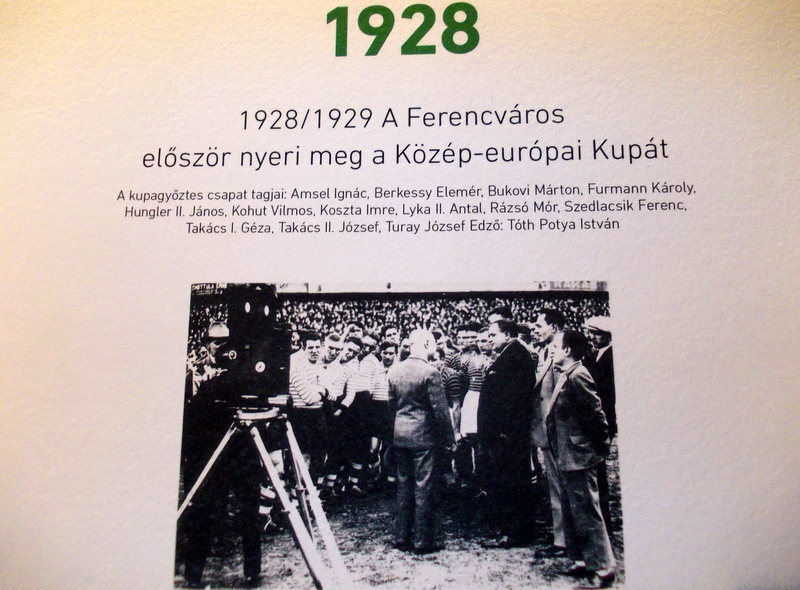 1928
1928/1929 A Ferencváros
először nyeri meg a Közép-európai Kupát
A kupagyőztes csapat tagjai: Amsel Ignác, Berkessy Elemér, Bukovi Márton, Furmann Károly,
Hungler II. János, Kohut Vilmos, Koszta Imre, Lyka II. Antal, Rázsó Mór, Szedlacsik Ferenc,
Takács I. Géza, Takács II. József, Turay József Edző: Tóth Potya István